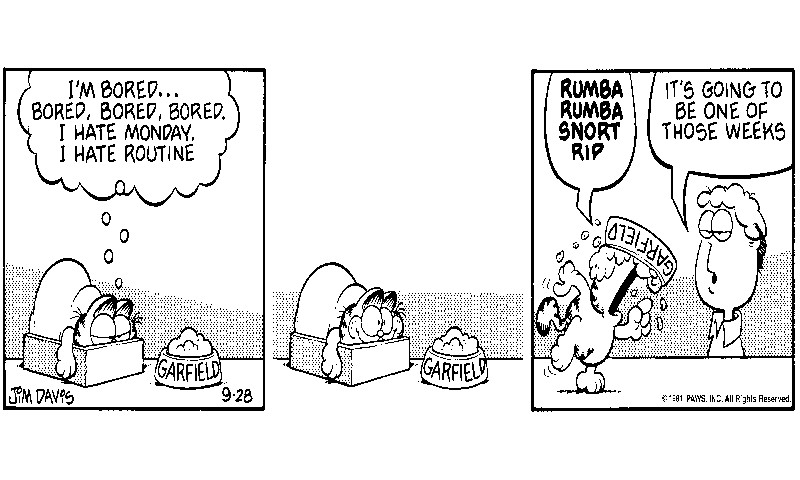 I'M BORED...
BORED, BORED, BORED.
I HATE MONDAY.
I HATE ROUTINE
GARFIELD
JIM DAVIS
9-28
GARFIELD
RUMBA
RUMBA
SNORT
RIP
IT'S GOING TO
BE ONE OF
THOSE WEEKS
GARFIELD
© 1981 PAWS, INC. All Rights Reserved.